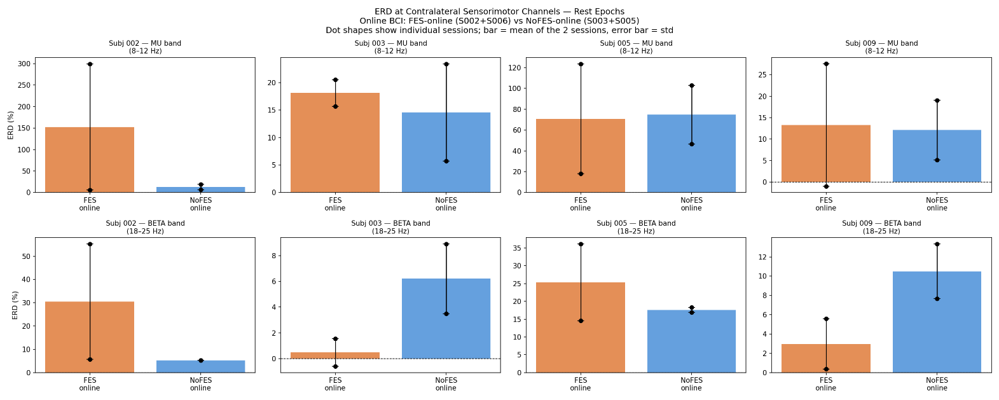 ERD at Contralateral Sensorimotor Channels — Rest Epochs
Online BCI: FES-online (S002+S006) vs NoFES-online (S003+S005)
Dot shapes show individual sessions; bar = mean of the 2 sessions, error bar = std
Subj 002 — MU band
(8–12 Hz)
ERD (%)
300
250
200
150
100
50
0
FES
online
NoFES
online
Subj 003 — MU band
(8–12 Hz)
20
15
10
5
0
FES
online
NoFES
online
Subj 005 — MU band
(8–12 Hz)
120
100
80
60
40
20
0
FES
online
NoFES
online
Subj 009 — MU band
(8–12 Hz)
25
20
15
10
5
0
FES
online
NoFES
online
Subj 002 — BETA band
(18–25 Hz)
ERD (%)
50
40
30
20
10
0
FES
online
NoFES
online
Subj 003 — BETA band
(18–25 Hz)
8
6
4
2
0
FES
online
NoFES
online
Subj 005 — BETA band
(18–25 Hz)
35
30
25
20
15
10
5
0
FES
online
NoFES
online
Subj 009 — BETA band
(18–25 Hz)
12
10
8
6
4
2
0
FES
online
NoFES
online